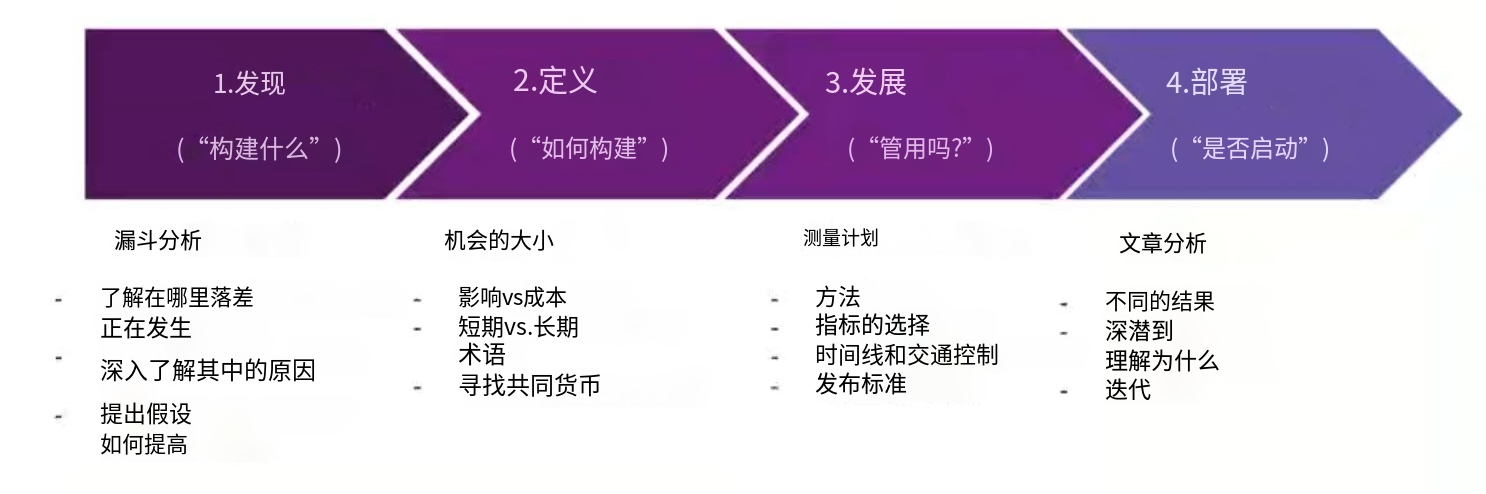 1.发现
(“构建什么”)
2.定义
(“如何构建”)
3.发展
(“管用吗?”)
4.部署
(“是否启动”)
漏斗分析
- 了解在哪里落差
正在发生
- 深入了解其中的原因
- 提出假设
如何提高
机会的大小
- 影响vs成本
- 短期vs.长期
术语
- 寻找共同货币
测量计划
- 方法
- 指标的选择
- 时间线和交通控制
- 发布标准
文章分析
- 不同的结果
- 深潜到
理解为什么
- 迭代